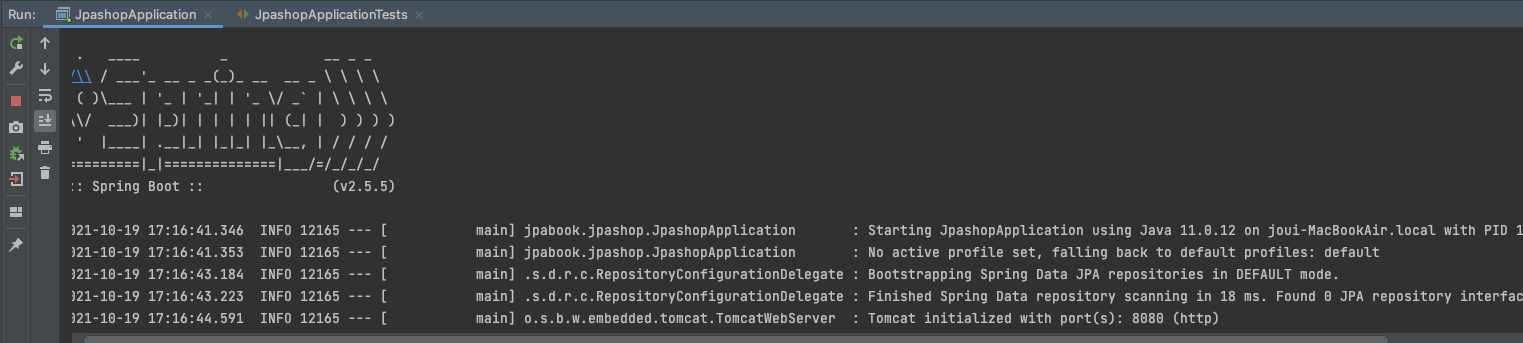 Run: JpashopApplication × JpashopApplicationTests ×
 .   ____          _            __ _ _
/\\ / ___'_ __ _ _(_)_ __  __ _ \ \ \ \
 ( )\___ | '_ | '_| | '_ \/ _` | \ \ \ \
\\/  ___)| |_)| | | | | || (_| |  ) ) ) )
 '  |____| .__|_| |_|_| |_\__, | / / / /
=========|_|==============|___/=/_/_/_/
:: Spring Boot ::                (v2.5.5)
021-10-19 17:16:41.346  INFO 12165 --- [           main] jpabook.jpashop.JpashopApplication       : Starting JpashopApplication using Java 11.0.12 on joui-MacBookAir.local with PID 1
021-10-19 17:16:41.353  INFO 12165 --- [           main] jpabook.jpashop.JpashopApplication       : No active profile set, falling back to default profiles: default
021-10-19 17:16:43.184  INFO 12165 --- [           main] .s.d.r.c.RepositoryConfigurationDelegate : Bootstrapping Spring Data JPA repositories in DEFAULT mode.
021-10-19 17:16:43.223  INFO 12165 --- [           main] .s.d.r.c.RepositoryConfigurationDelegate : Finished Spring Data repository scanning in 18 ms. Found 0 JPA repository interfac
021-10-19 17:16:44.591  INFO 12165 --- [           main] o.s.b.w.embedded.tomcat.TomcatWebServer  : Tomcat initialized with port(s): 8080 (http)